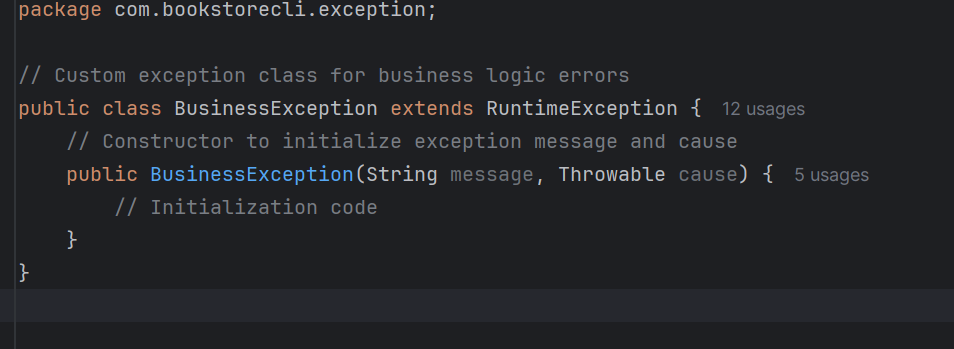 package com.bookstorecli.exception;
// Custom exception class for business logic errors
public class BusinessException extends RuntimeException { 12 usages
// Constructor to initialize exception message and cause
public BusinessException(String message, Throwable cause) { 5 usages
// Initialization code
}
}